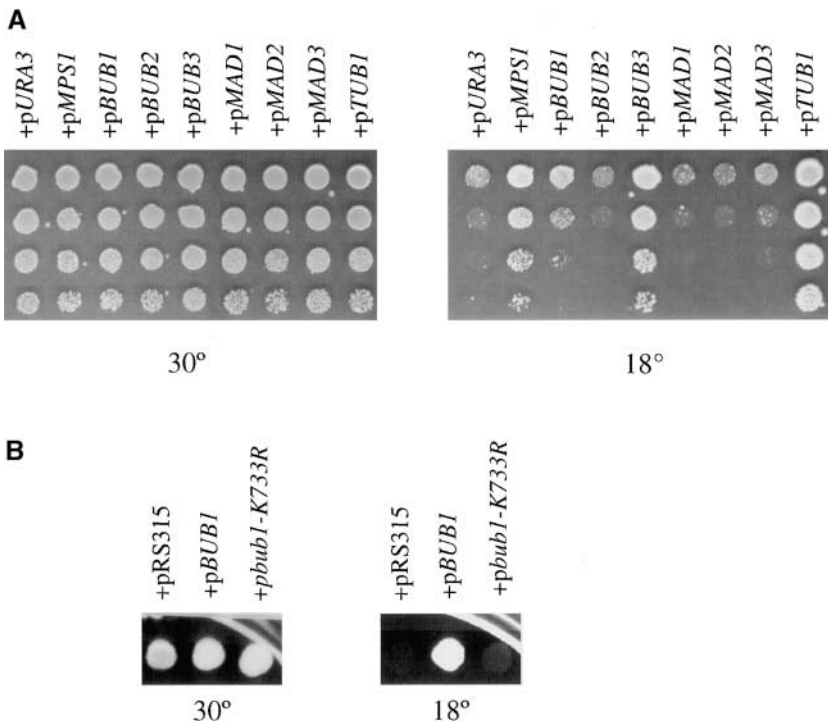 A
+pURA3
+pMPS1
+pBUB1
+pBUB2
+pBUB3
+pMAD1
+pMAD2
+pMAD3
+pTUB1
+pURA3
+pMPS1
+pBUB1
+pBUB2
+pBUB3
+pMAD1
+pMAD2
+pMAD3
+pTUB1
30º
18°
B
+pRS315
+pBUB1
+pbub1-K733R
+pRS315
+pBUB1
+pbub1-K733R
30º
18º